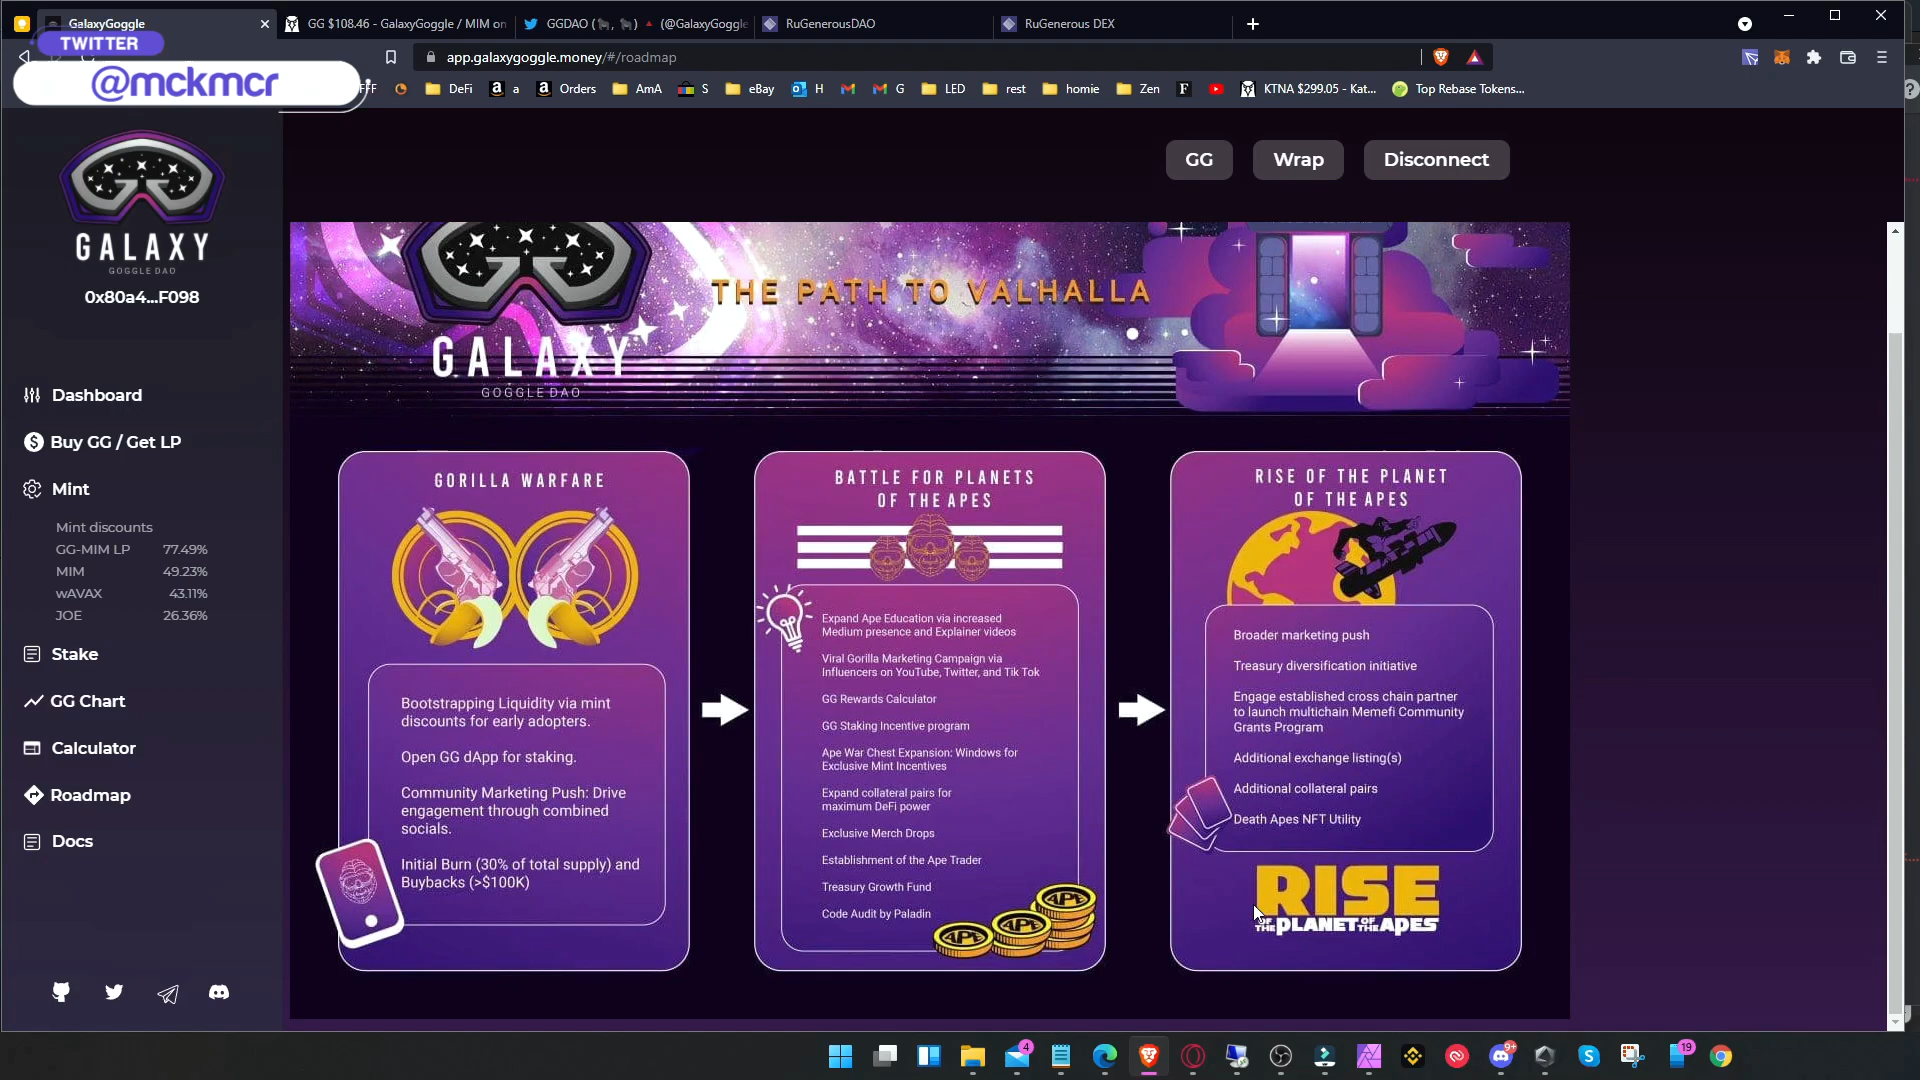 GalaxyGoggle
GG $108.46 - GalaxyGoggle / MIM on
GGDAO (🦍, 🦍) 🔺 (@GalaxyGoggle
RuGenerousDAO
RuGenerous DEX
TWITTER
@mckmcr
app.galaxygoggle.money/#/roadmap
FF
DeFi
a
Orders
AmA
S
eBay
H
M
G
LED
rest
homie
Zen
F
KTNA $299.05 - Kat...
Top Rebase Tokens...
GALAXY
GOGGLE DAO
0x80a4...F098
GG
Wrap
Disconnect
Dashboard
Buy GG / Get LP
Mint
Mint discounts
GG-MIM LP 77.49%
MIM 49.23%
wAVAX 43.11%
JOE 26.36%
Stake
GG Chart
Calculator
Roadmap
Docs
THE PATH TO VALHALLA
GALAXY
GOGGLE DAO
GORILLA WARFARE
Bootstrapping Liquidity via mint
discounts for early adopters.
Open GG dApp for staking.
Community Marketing Push: Drive
engagement through combined
socials.
Initial Burn (30% of total supply) and
Buybacks (>$100K)
BATTLE FOR PLANETS
OF THE APES
Expand Ape Education via increased
Medium presence and Explainer videos
Viral Gorilla Marketing Campaign via
Influencers on YouTube, Twitter, and Tik Tok
GG Rewards Calculator
GG Staking Incentive program
Ape War Chest Expansion: Windows for
Exclusive Mint Incentives
Expand collateral pairs for
maximum DeFi power
Exclusive Merch Drops
Establishment of the Ape Trader
Treasury Growth Fund
Code Audit by Paladin
APE
APE
APE
RISE OF THE PLANET
OF THE APES
Broader marketing push
Treasury diversification initiative
Engage established cross chain partner
to launch multichain Memefi Community
Grants Program
Additional exchange listing(s)
Additional collateral pairs
Death Apes NFT Utility
RISE
OF THE PLANET OF THE APES
4
9+
19